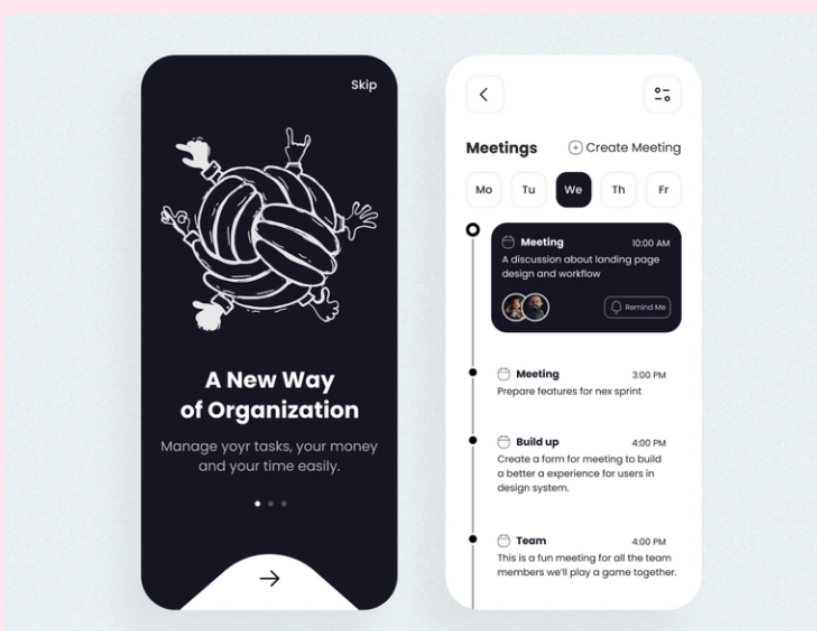 Skip
A New Way
of Organization
Manage yoyr tasks, your money
and your time easily.
Meetings
Create Meeting
Mo Tu We Th Fr
Meeting 10:00 AM
A discussion about landing page
design and workflow
Remind Me
Meeting 3:00 PM
Prepare features for nex sprint
Build up 4:00 PM
Create a form for meeting to build
a better a experience for users in
design system.
Team 4:00 PM
This is a fun meeting for all the team
members we'll play a game together.